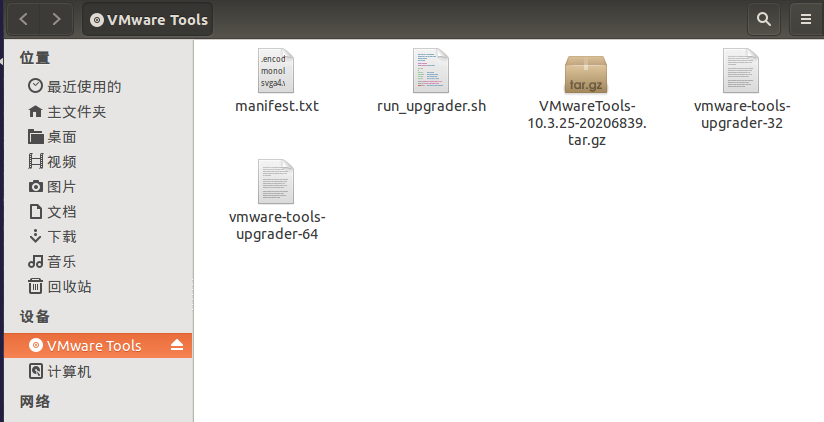 VMware Tools
位置
最近使用的
主文件夹
桌面
视频
图片
文档
下载
音乐
回收站
设备
VMware Tools
计算机
网络
.encod
monol
svga4.v
manifest.txt
run_upgrader.sh
tar.gz
VMwareTools-
10.3.25-20206839.
tar.gz
vmware-tools-
upgrader-32
vmware-tools-
upgrader-64